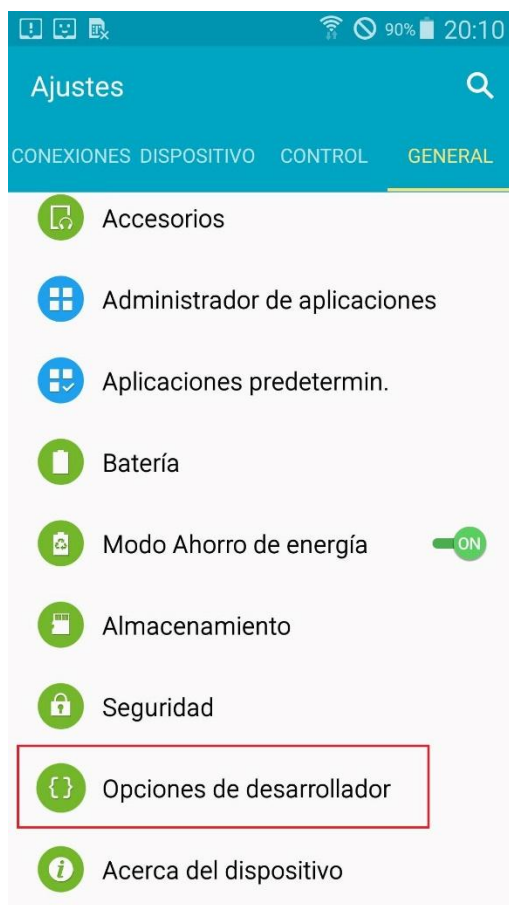 90% 20:10
Ajustes
CONEXIONES DISPOSITIVO CONTROL GENERAL
Accesorios
Administrador de aplicaciones
Aplicaciones predetermin.
Batería
Modo Ahorro de energía ON
Almacenamiento
Seguridad
Opciones de desarrollador
Acerca del dispositivo